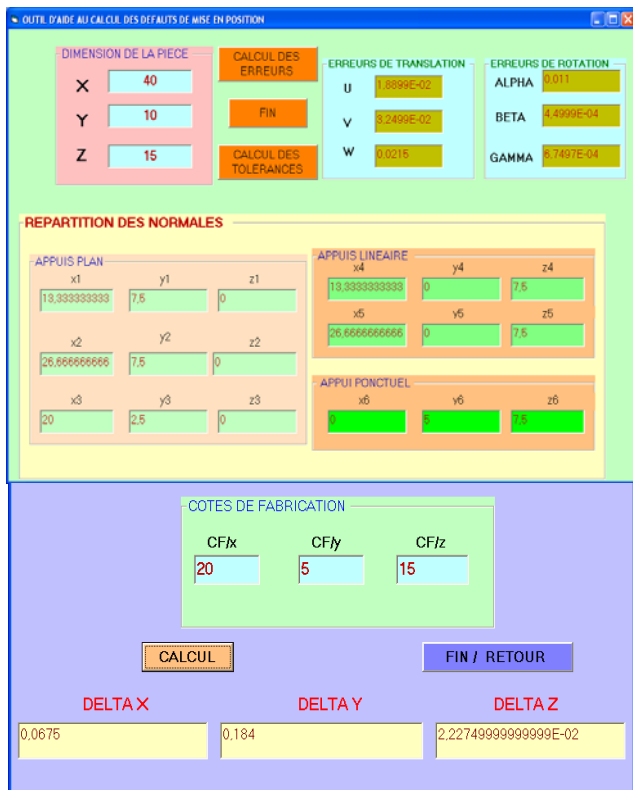 OUTIL D'AIDE AU CALCUL DES DEFAUTS DE MISE EN POSITION
DIMENSION DE LA PIECE
X 40
Y 10
Z 15
CALCUL DES
ERREURS
FIN
CALCUL DES
TOLERANCES
ERREURS DE TRANSLATION
U 1,8899E-02
V 3,2499E-02
W 0,0215
ERREURS DE ROTATION
ALPHA 0,011
BETA 4,4999E-04
GAMMA 6,7497E-04
REPARTITION DES NORMALES
APPUIS PLAN
x1 y1 z1
13,333333333 7,5 0
x2 y2 z2
26,666666666 7,5 0
x3 y3 z3
20 2,5 0
APPUIS LINEAIRE
x4 y4 z4
13,3333333333 0 7,5
x5 y5 z5
26,6666666666 0 7,5
APPUI PONCTUEL
x6 y6 z6
0 5 7,5
COTES DE FABRICATION
CF/x CF/y CF/z
20 5 15
CALCUL FIN / RETOUR
DELTA X DELTA Y DELTA Z
0,0675 0,184 2,22749999999999E-02